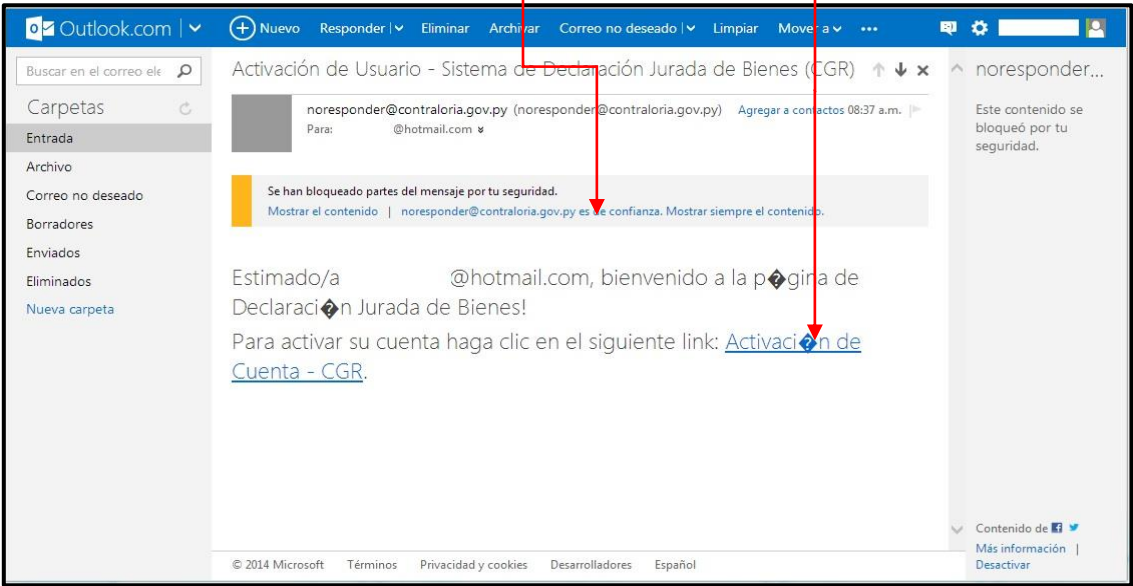 Outlook.com
Nuevo Responder Eliminar Archivar Correo no deseado Limpiar Mover a •••
Buscar en el correo ele
Carpetas
Entrada
Archivo
Correo no deseado
Borradores
Enviados
Eliminados
Nueva carpeta
Activación de Usuario - Sistema de Declaración Jurada de Bienes (CGR)
noresponder@contraloria.gov.py (noresponder@contraloria.gov.py) Agregar a contactos 08:37 a.m.
Para: @hotmail.com
Se han bloqueado partes del mensaje por tu seguridad.
Mostrar el contenido | noresponder@contraloria.gov.py es de confianza. Mostrar siempre el contenido.
Estimado/a @hotmail.com, bienvenido a la p�gina de
Declaraci�n Jurada de Bienes!
Para activar su cuenta haga clic en el siguiente link: Activaci�n de
Cuenta - CGR.
© 2014 Microsoft Términos Privacidad y cookies Desarrolladores Español
noresponder...
Este contenido se
bloqueó por tu
seguridad.
Contenido de
Más información |
Desactivar